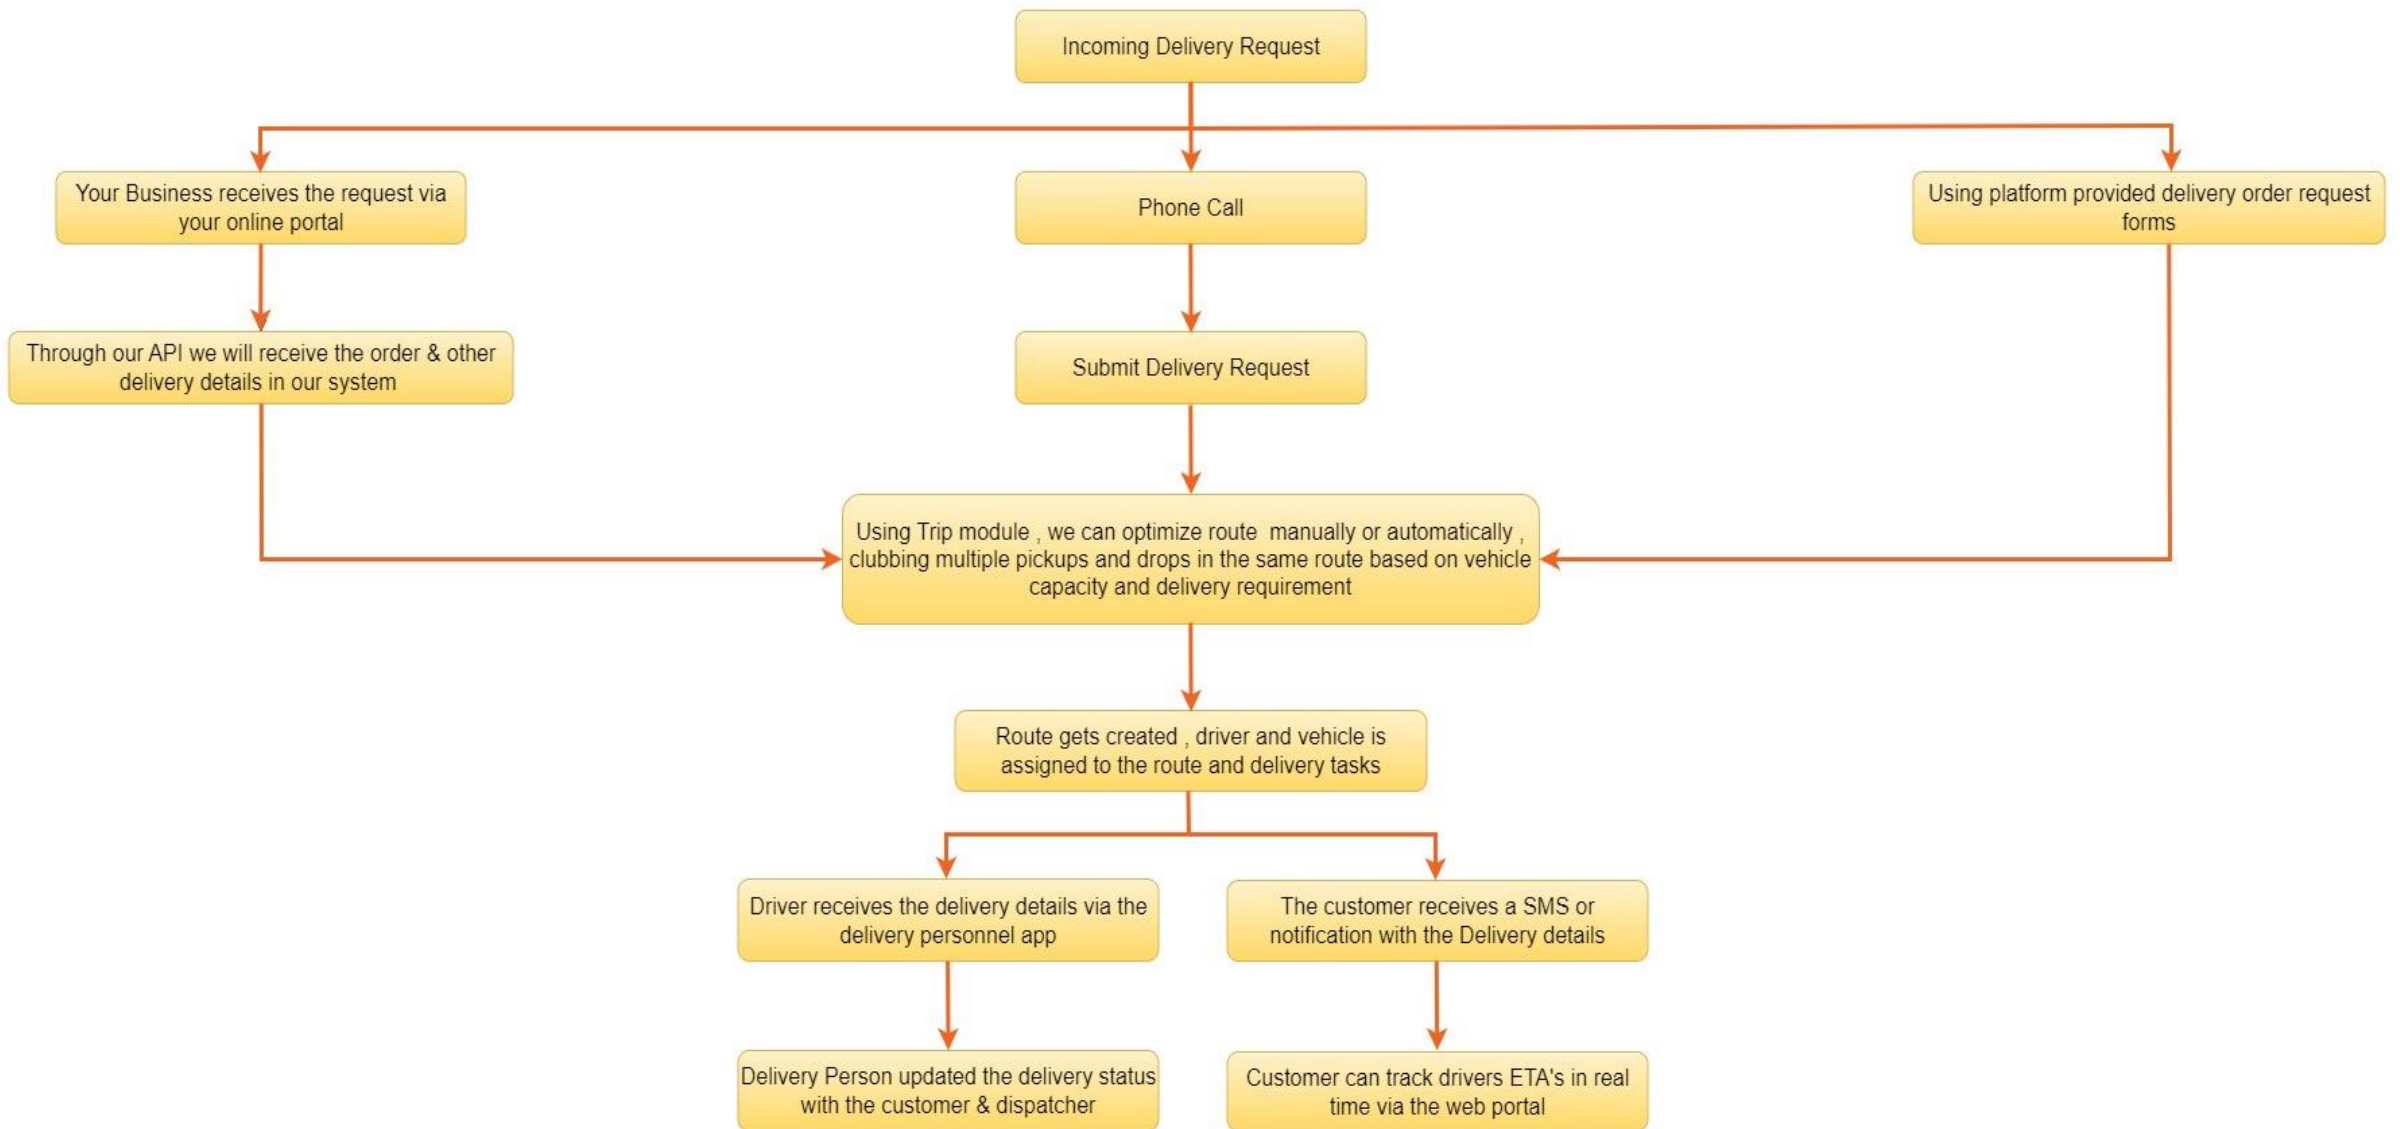 Incoming Delivery Request
Your Business receives the request via
your online portal
Phone Call
Using platform provided delivery order request
forms
Through our API we will receive the order & other
delivery details in our system
Submit Delivery Request
Using Trip module , we can optimize route manually or automatically ,
clubbing multiple pickups and drops in the same route based on vehicle
capacity and delivery requirement
Route gets created , driver and vehicle is
assigned to the route and delivery tasks
Driver receives the delivery details via the
delivery personnel app
The customer receives a SMS or
notification with the Delivery details
Delivery Person updated the delivery status
with the customer & dispatcher
Customer can track drivers ETA's in real
time via the web portal